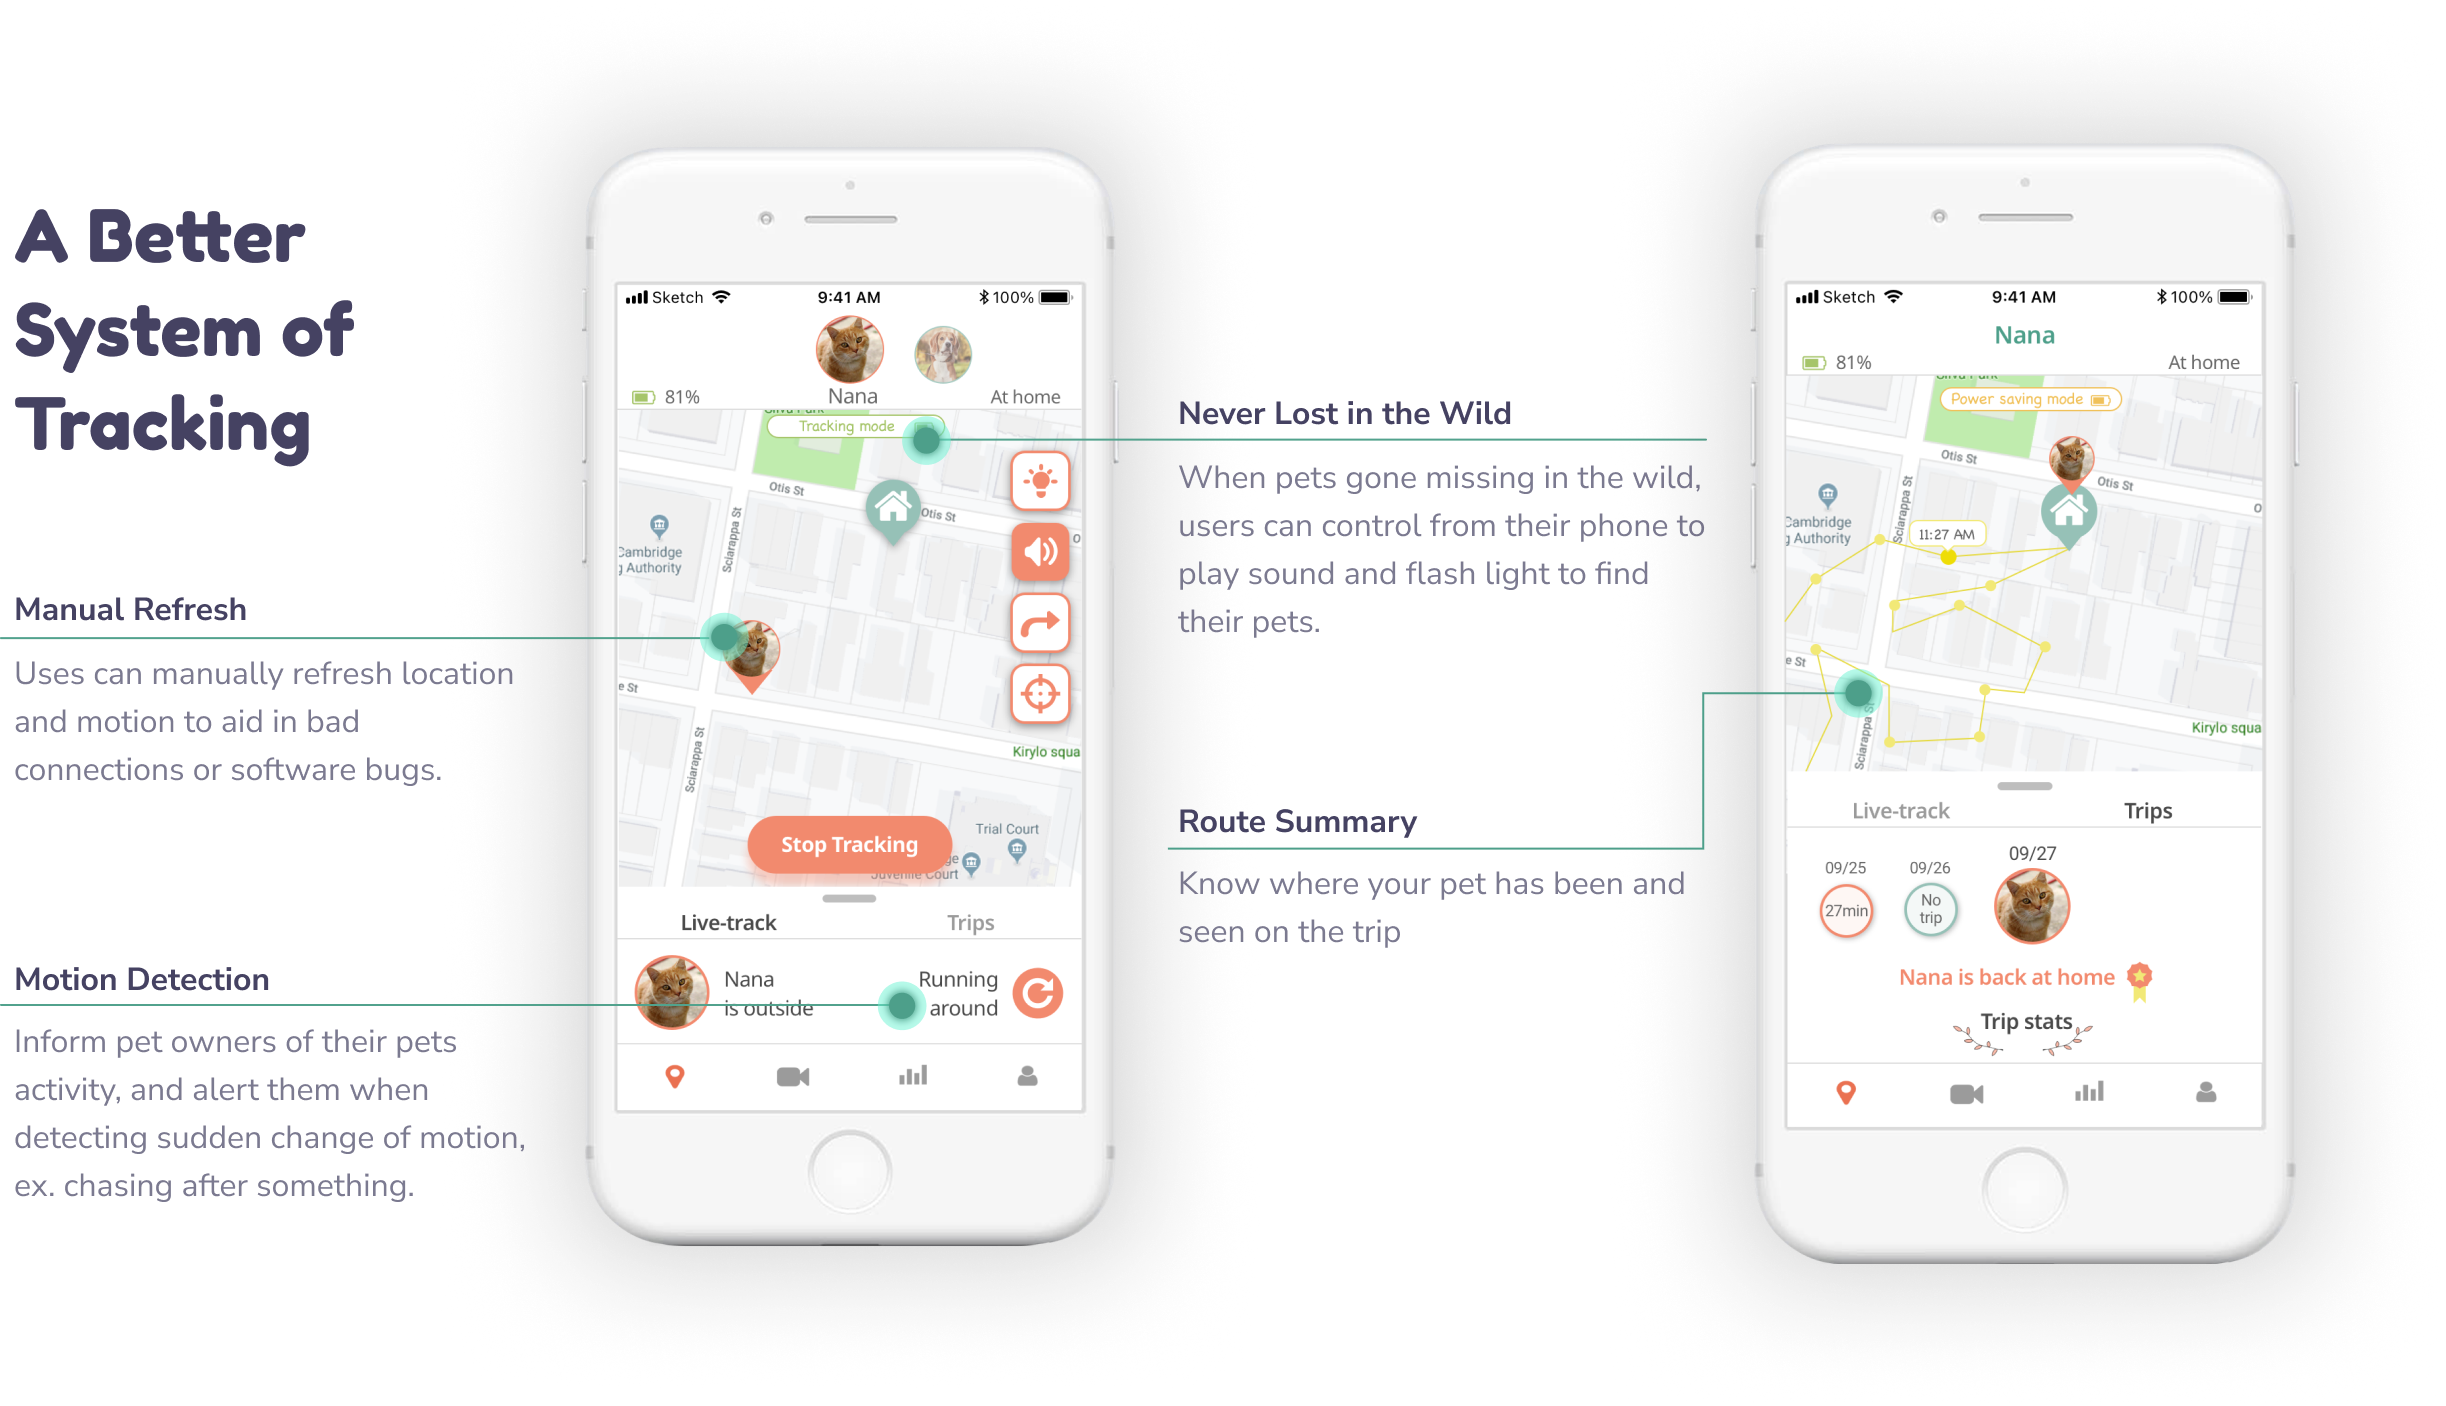 A Better
System of
Tracking
Manual Refresh
Uses can manually refresh location
and motion to aid in bad
connections or software bugs.
Motion Detection
Inform pet owners of their pets
activity, and alert them when
detecting sudden change of motion,
ex. chasing after something.
Sketch 9:41 AM 100%
81% Nana At home
Tracking mode
Otis St
Otis St
Sciarappa St
Cambridge
g Authority
e St
Sciarappa St
Kirylo squa
Trial Court
Stop Tracking
ge
Juvenile Court
Live-track Trips
Nana
is outside
Running
around
Never Lost in the Wild
When pets gone missing in the wild,
users can control from their phone to
play sound and flash light to find
their pets.
Route Summary
Know where your pet has been and
seen on the trip
Sketch 9:41 AM 100%
Nana
81% At home
Power saving mode
Otis St
Otis St
Sciarappa St
Cambridge
g Authority
11:27 AM
e St
Sciarappa St
Kirylo squa
Live-track Trips
09/25 09/26 09/27
27min
No
trip
Nana is back at home
Trip stats